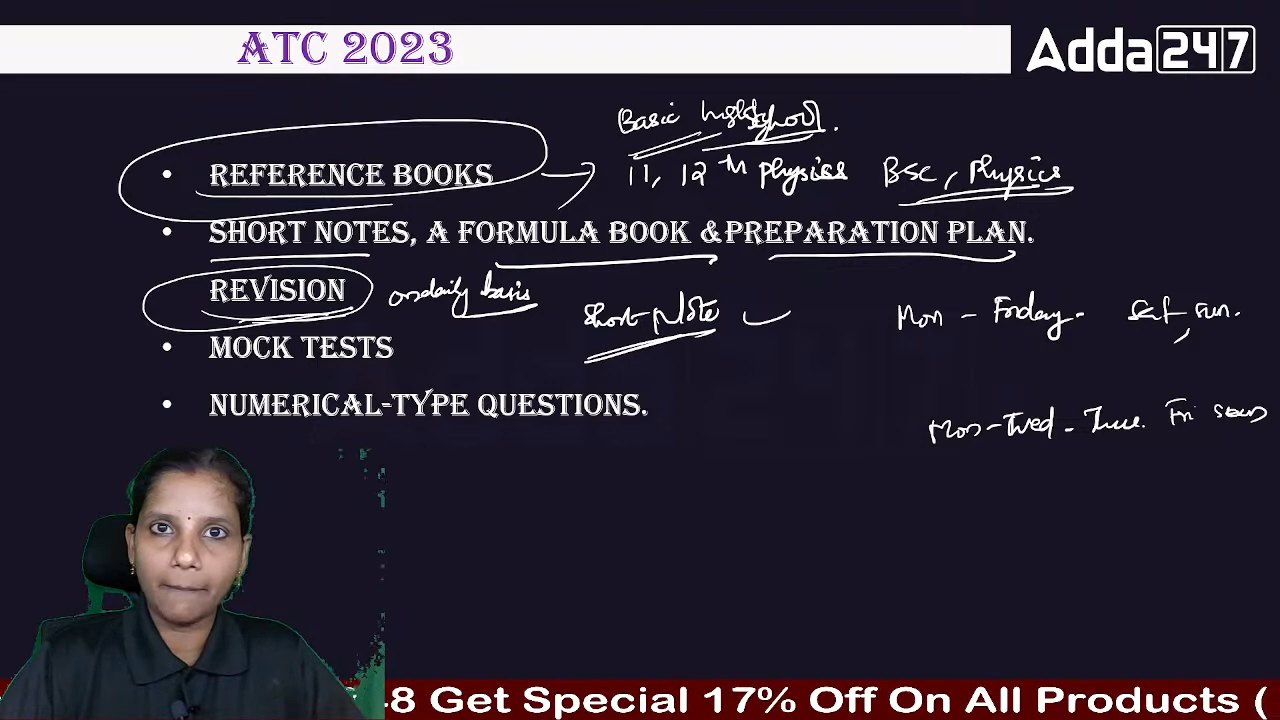 ATC 2023
Adda247
Basic high school.
• REFERENCE BOOKS
11, 12th physics BSc, physics
• SHORT NOTES, A FORMULA BOOK &PREPARATION PLAN.
REVISION on daily basis
short Note
Mon - Friday - Sat, Sun.
• MOCK TESTS
• NUMERICAL-TYPE QUESTIONS.
Mon - Wed - Fri
-8 Get Special 17% Off On All Products (